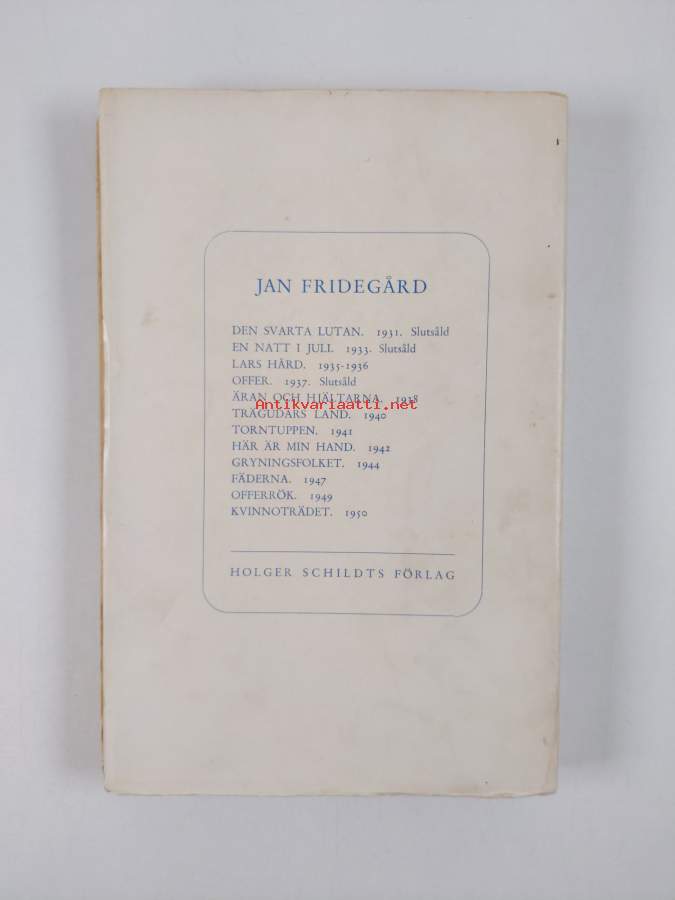 JAN FRIDEGÅRD
DEN SVARTA LUTAN. 1931. Slutsåld
EN NATT I JULI. 1933. Slutsåld
LARS HÅRD. 1935-1936
OFFER. 1937. Slutsåld
ÄRAN OCH HJÄLTARNA. 1938
Antikvariaatti.net
TRÄGUDARS LAND. 1940
TORNTUPPEN. 1941
HÄR ÄR MIN HAND. 1942
GRYNINGSFOLKET. 1944
FÄDERNA. 1947
OFFERRÖK. 1949
KVINNOTRÄDET. 1950
HOLGER SCHILDTS FÖRLAG